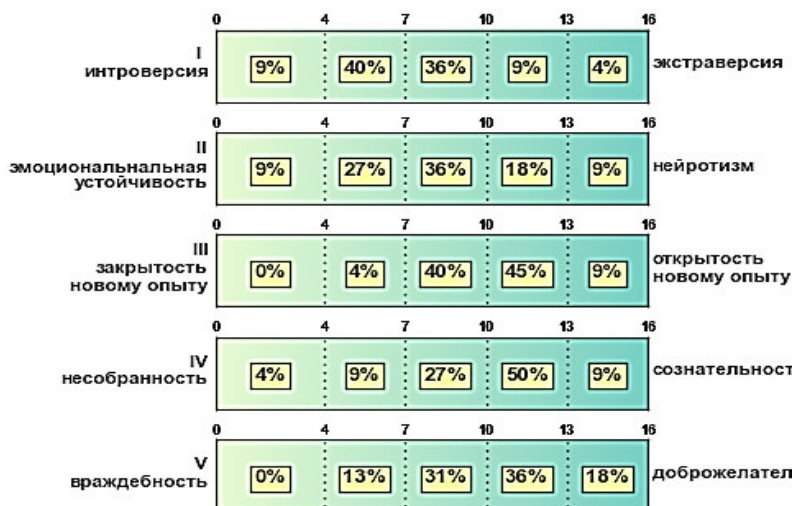 0 4 7 10 13 16
I
интроверсия
9% 40% 36% 9% 4%
экстраверсия
0 4 7 10 13 16
II
эмоциональнальная
устойчивость
9% 27% 36% 18% 9%
нейротизм
0 4 7 10 13 16
III
закрытость
новому опыту
0% 4% 40% 45% 9%
открытость
новому опыту
0 4 7 10 13 16
IV
несобранность
4% 9% 27% 50% 9%
сознательност
0 4 7 10 13 16
V
враждебность
0% 13% 31% 36% 18%
доброжелател